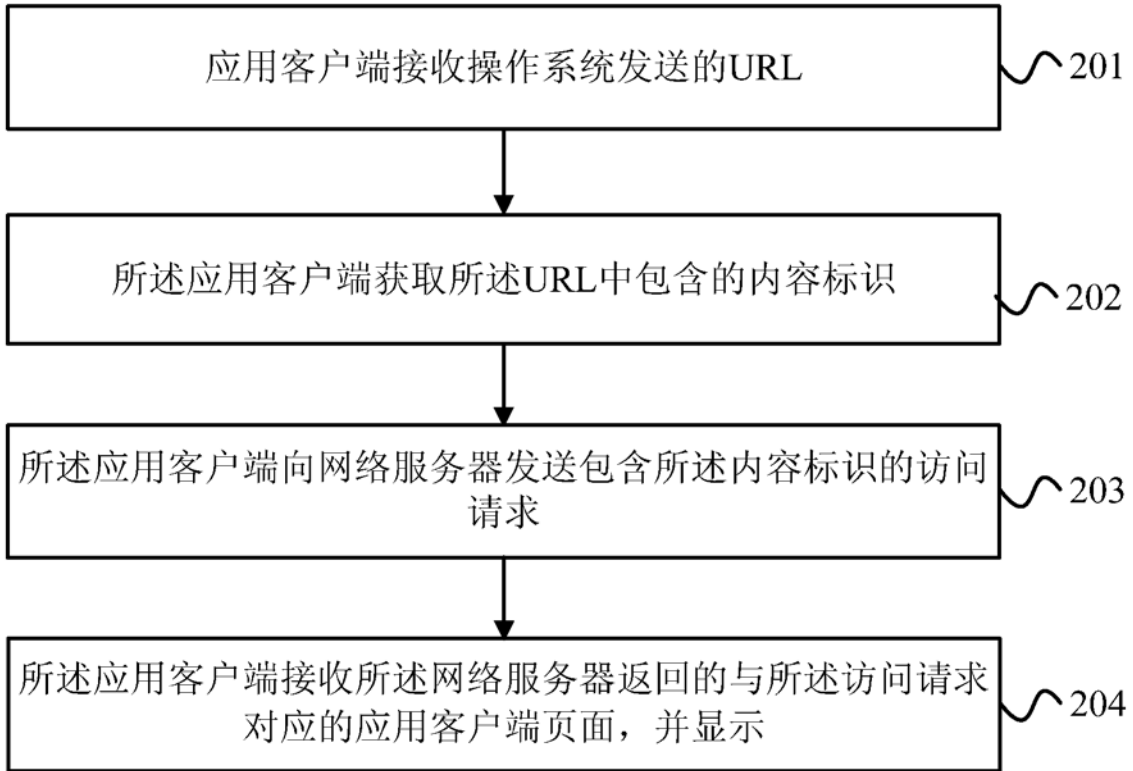 应用客户端接收操作系统发送的URL
201
所述应用客户端获取所述URL中包含的内容标识
202
所述应用客户端向网络服务器发送包含所述内容标识的访问
请求
203
所述应用客户端接收所述网络服务器返回的与所述访问请求
对应的应用客户端页面，并显示
204